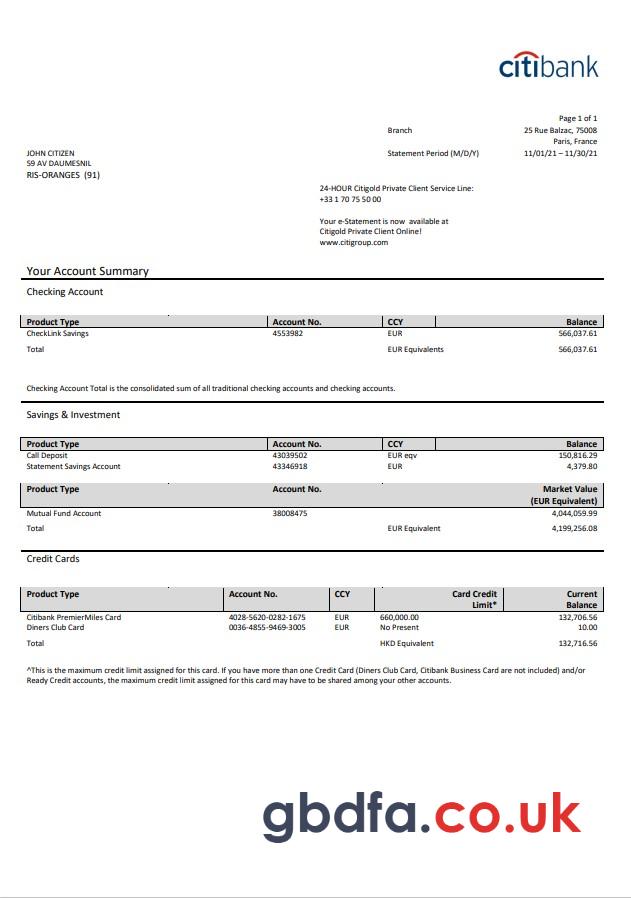 citibank
Page 1 of 1
Branch 25 Rue Balzac, 75008
Paris, France
JOHN CITIZEN Statement Period (M/D/Y) 11/01/21 – 11/30/21
59 AV DAUMESNIL
RIS-ORANGES (91)
24-HOUR Citigold Private Client Service Line:
+33 1 70 75 50 00
Your e-Statement is now available at
Citigold Private Client Online!
www.citigroup.com
Your Account Summary
Checking Account
Product Type Account No. CCY Balance
CheckLink Savings 4553982 EUR 566,037.61
Total EUR Equivalents 566,037.61
Checking Account Total is the consolidated sum of all traditional checking accounts and checking accounts.
Savings & Investment
Product Type Account No. CCY Balance
Call Deposit 43039502 EUR eqv 150,816.29
Statement Savings Account 43346918 EUR 4,379.80
Product Type Account No. Market Value
(EUR Equivalent)
Mutual Fund Account 38008475 4,044,059.99
Total EUR Equivalent 4,199,256.08
Credit Cards
Product Type Account No. CCY Card Credit Current
Limit* Balance
Citibank PremierMiles Card 4028-5620-0282-1675 EUR 660,000.00 132,706.56
Diners Club Card 0036-4855-9469-3005 EUR No Present 10.00
Total HKD Equivalent 132,716.56
^This is the maximum credit limit assigned for this card. If you have more than one Credit Card (Diners Club Card, Citibank Business Card are not included) and/or
Ready Credit accounts, the maximum credit limit assigned for this card may have to be shared among your other accounts.
gbdfa.co.uk